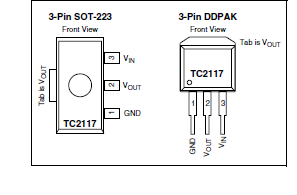 3-Pin SOT-223
Front View
Tab is VOUT
3 VIN
2 VOUT
1 GND
TC2117
3-Pin DDPAK
Front View
Tab is VOUT
TC2117
1 2 3
GND
VOUT
VIN